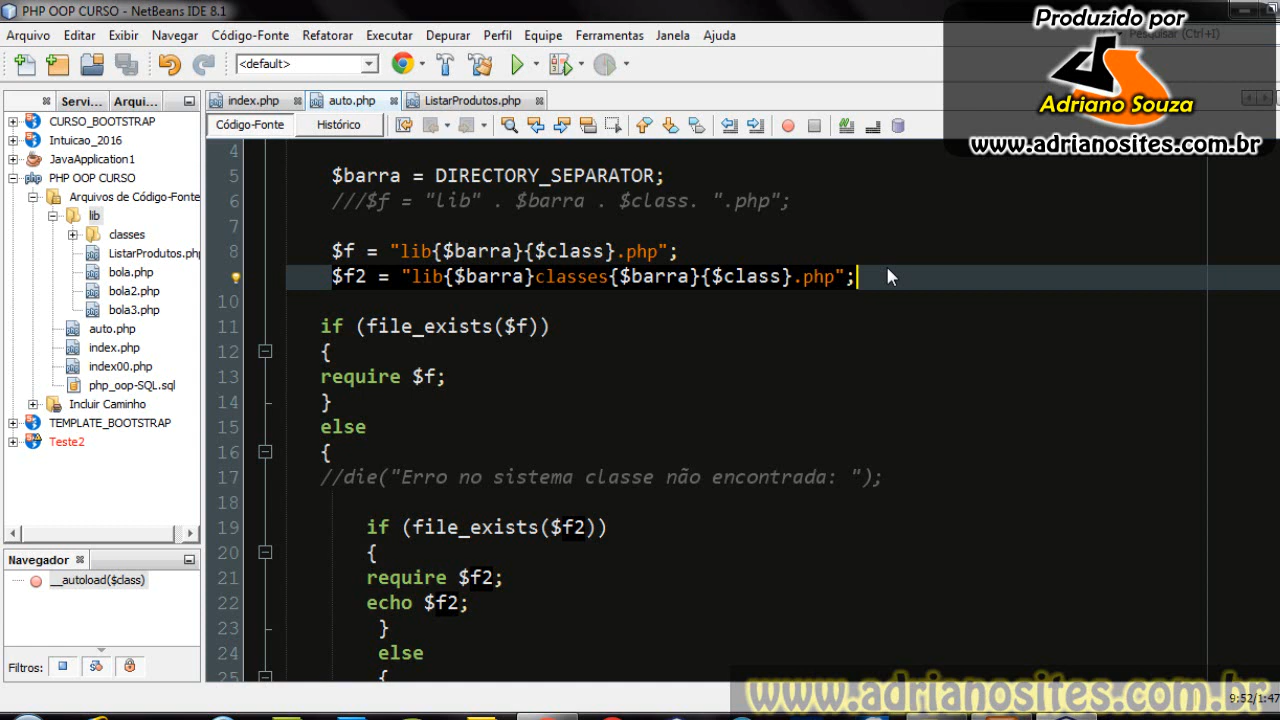 PHP OOP CURSO - NetBeans IDE 8.1
Arquivo Editar Exibir Navegar Código-Fonte Refatorar Executar Depurar Perfil Equipe Ferramentas Janela Ajuda
Pesquisar (Ctrl+I)
Produzido por
Adriano Souza
www.adrianosites.com.br
<default>
Servi... Arqui...
index.php auto.php ListarProdutos.php
Código-Fonte Histórico
CURSO_BOOTSTRAP
Intuicao_2016
JavaApplication1
PHP OOP CURSO
Arquivos de Código-Fonte
lib
classes
ListarProdutos.php
bola.php
bola2.php
bola3.php
auto.php
index.php
index00.php
php_oop-SQL.sql
Incluir Caminho
TEMPLATE_BOOTSTRAP
Teste2
Navegador
__autoload($class)
Filtros:
4
5 $barra = DIRECTORY_SEPARATOR;
6 ///$f = "lib" . $barra . $class. ".php";
7
8 $f = "lib{$barra}{$class}.php";
$f2 = "lib{$barra}classes{$barra}{$class}.php";
10
11 if (file_exists($f))
12 {
13 require $f;
14 }
15 else
16 {
17 //die("Erro no sistema classe não encontrada: ");
18
19 if (file_exists($f2))
20 {
21 require $f2;
22 echo $f2;
23 }
24 else
25 {
www.adrianosites.com.br
9:52/1:47